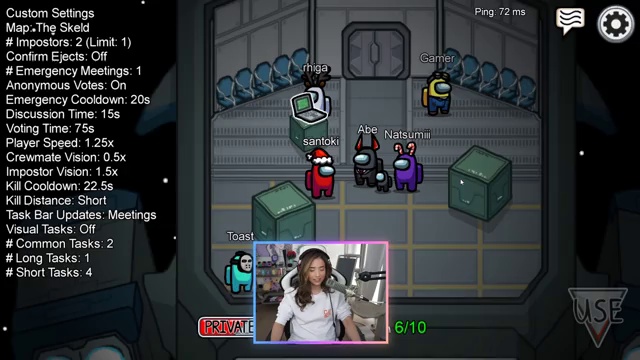 Custom Settings
Map: The Skeld
# Impostors: 2 (Limit: 1)
Confirm Ejects: Off
# Emergency Meetings: 1
Anonymous Votes: On
Emergency Cooldown: 20s
Discussion Time: 15s
Voting Time: 75s
Player Speed: 1.25x
Crewmate Vision: 0.5x
Impostor Vision: 1.5x
Kill Cooldown: 22.5s
Kill Distance: Short
Task Bar Updates: Meetings
Visual Tasks: Off
# Common Tasks: 2
# Long Tasks: 1
# Short Tasks: 4
Ping: 72 ms
rhiga
Gamer
santoki
Abe
Natsumiii
Toast
PRIVATE
6/10
USE